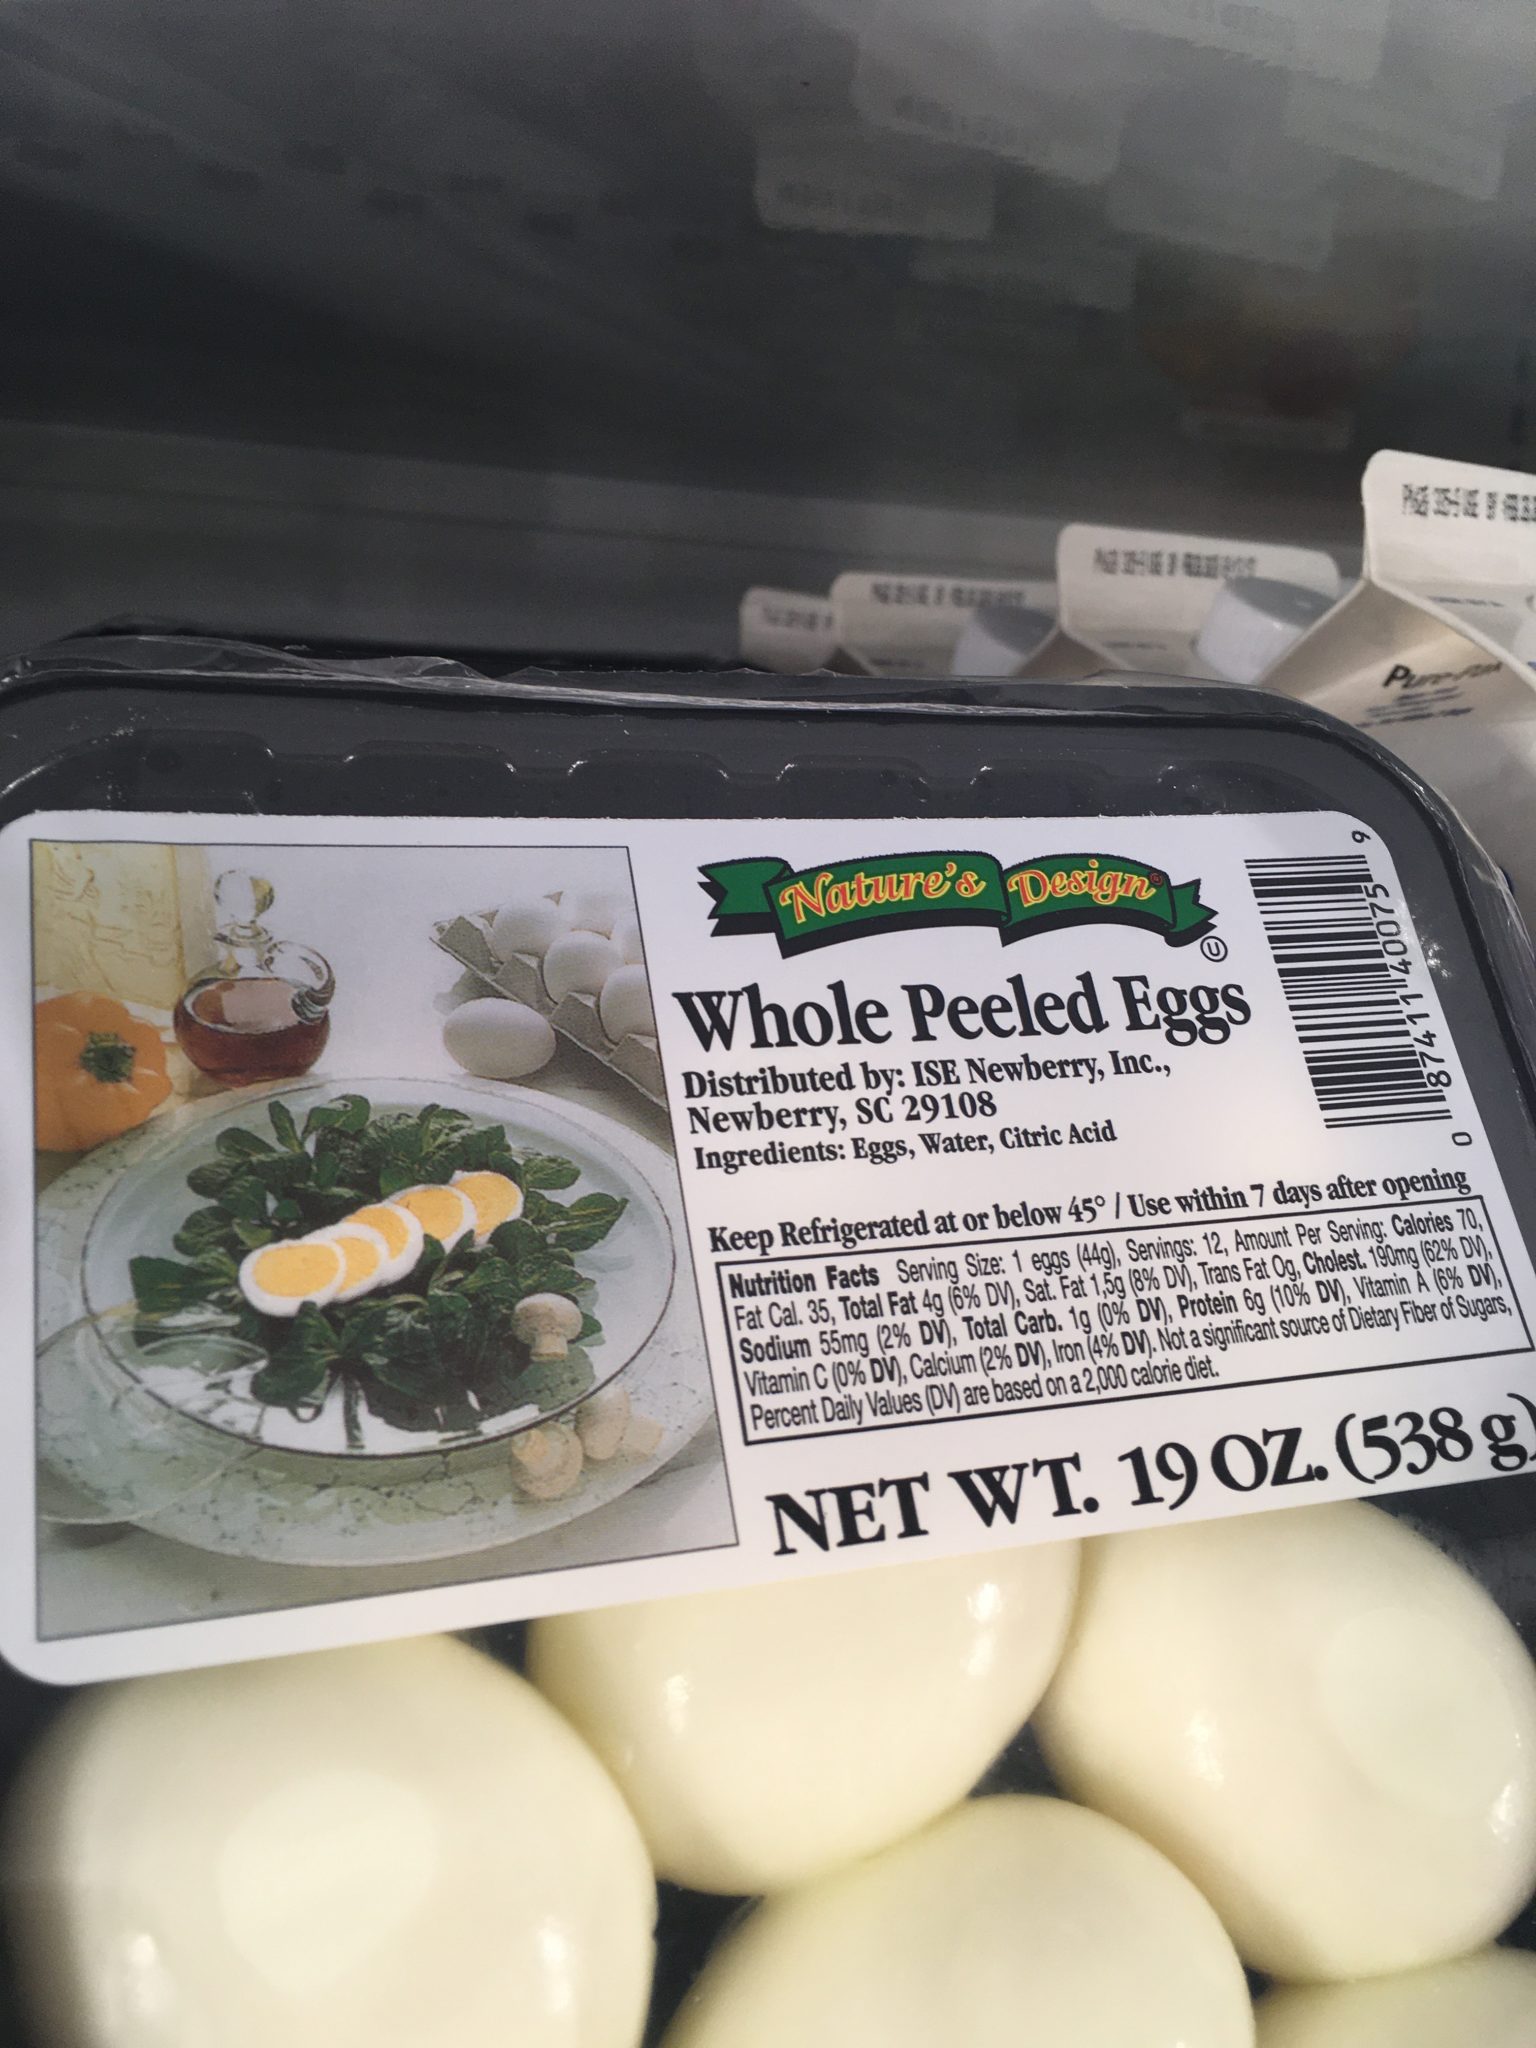 Pure-Pak
Nature's Design®
U
Whole Peeled Eggs
Distributed by: ISE Newberry, Inc.,
Newberry, SC 29108
Ingredients: Eggs, Water, Citric Acid
0 87411 40075 9
Keep Refrigerated at or below 45° / Use within 7 days after opening
Nutrition Facts Serving Size: 1 eggs (44g), Servings: 12, Amount Per Serving: Calories 70,
Fat Cal. 35, Total Fat 4g (6% DV), Sat. Fat 1,5g (8% DV), Trans Fat Og, Cholest. 190mg (62% DV),
Sodium 55mg (2% DV), Total Carb. 1g (0% DV), Protein 6g (10% DV), Vitamin A (6% DV),
Vitamin C (0% DV), Calcium (2% DV), Iron (4% DV). Not a significant source of Dietary Fiber of Sugars,
Percent Daily Values (DV) are based on a 2,000 calorie diet.
NET WT. 19 OZ. (538 g)